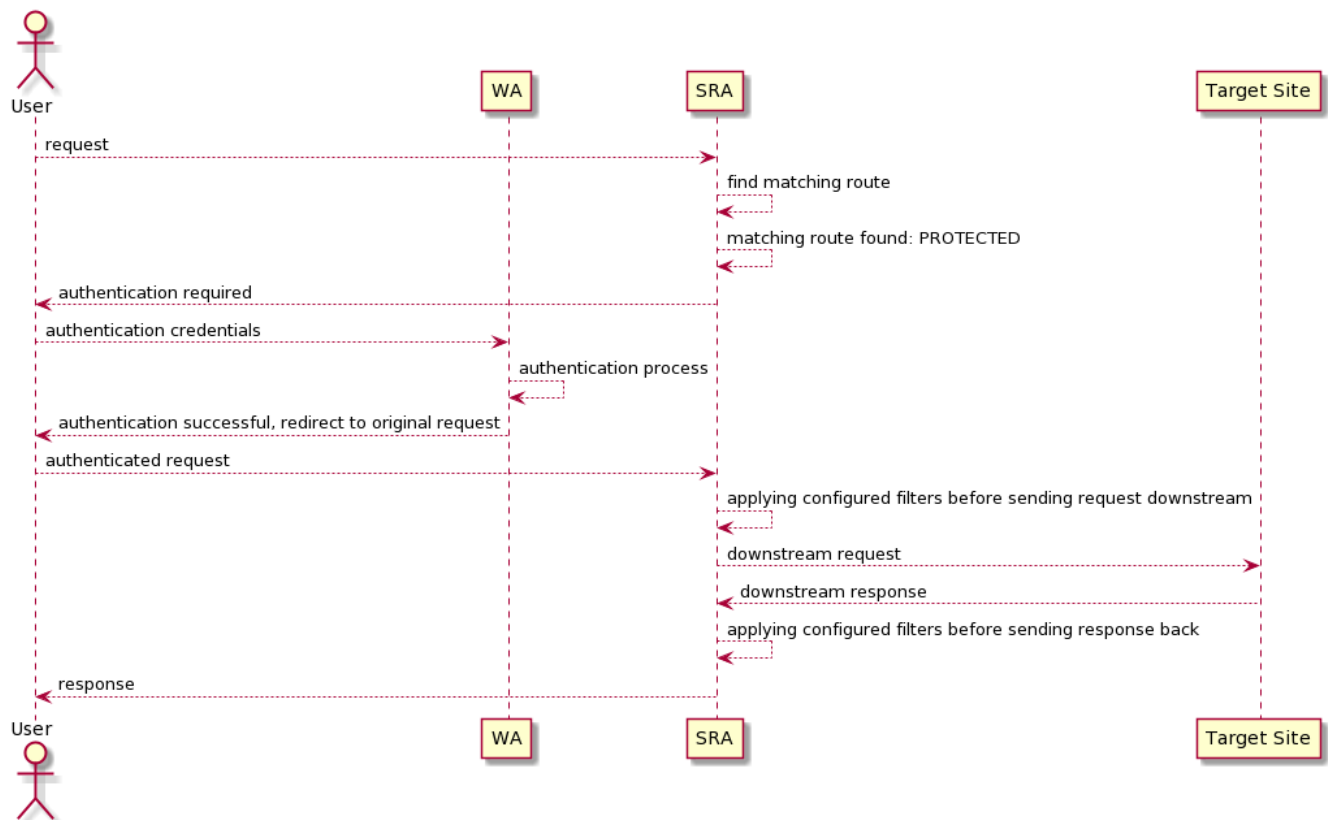 User
WA
SRA
Target Site
request
find matching route
matching route found: PROTECTED
authentication required
authentication credentials
authentication process
authentication successful, redirect to original request
authenticated request
applying configured filters before sending request downstream
downstream request
downstream response
applying configured filters before sending response back
response
User
WA
SRA
Target Site